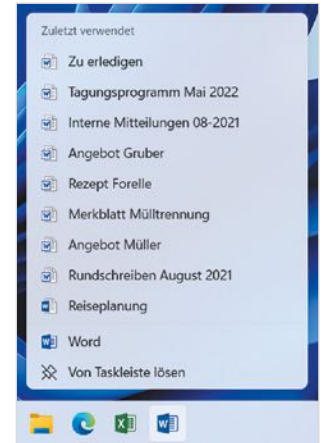 Zuletzt verwendet
Zu erledigen
Tagungsprogramm Mai 2022
Interne Mitteilungen 08-2021
Angebot Gruber
Rezept Forelle
Merkblatt Mülltrennung
Angebot Müller
Rundschreiben August 2021
Reiseplanung
Word
Von Taskleiste lösen